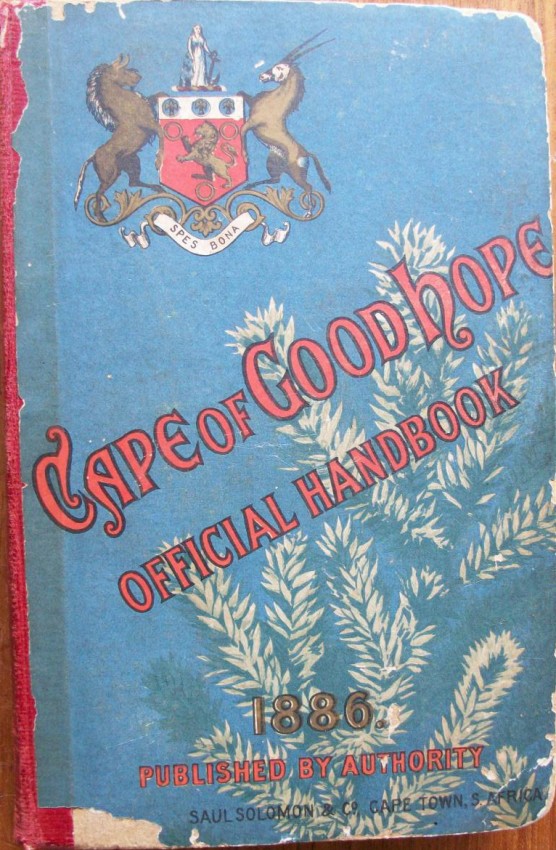 SPES BONA
CAPE OF GOOD HOPE
OFFICIAL HANDBOOK
1886.
PUBLISHED BY AUTHORITY
SAUL SOLOMON & Co. CAPE TOWN, S. AFRICA